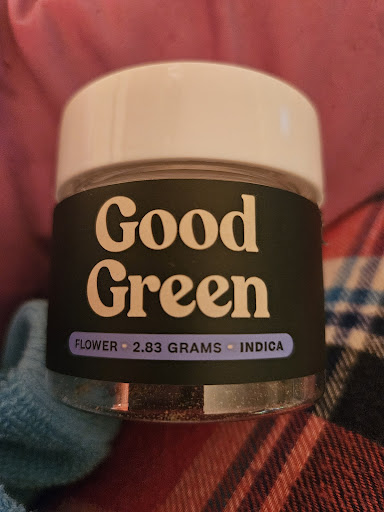 Good
Green
FLOWER • 2.83 GRAMS • INDICA